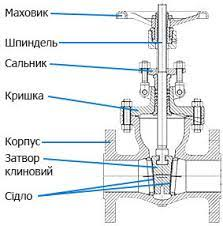 Маховик
Шпиндель
Сальник
Кришка
Корпус
Затвор
клиновий
Сідло